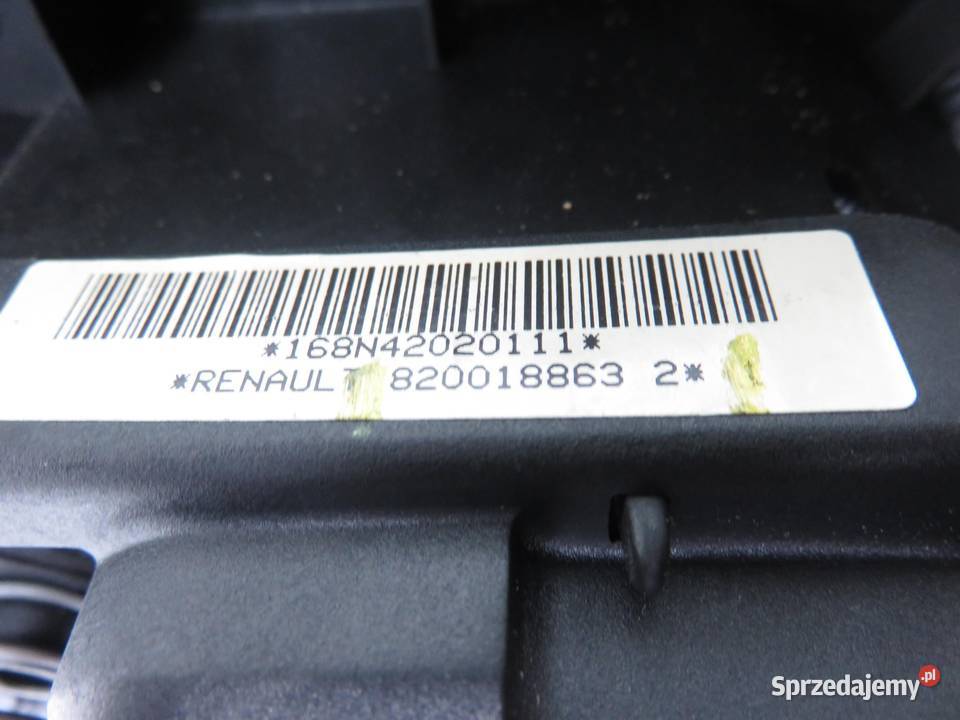 *168N42020111*
*RENAULT 820018863 2*
Sprzedajemy.pl